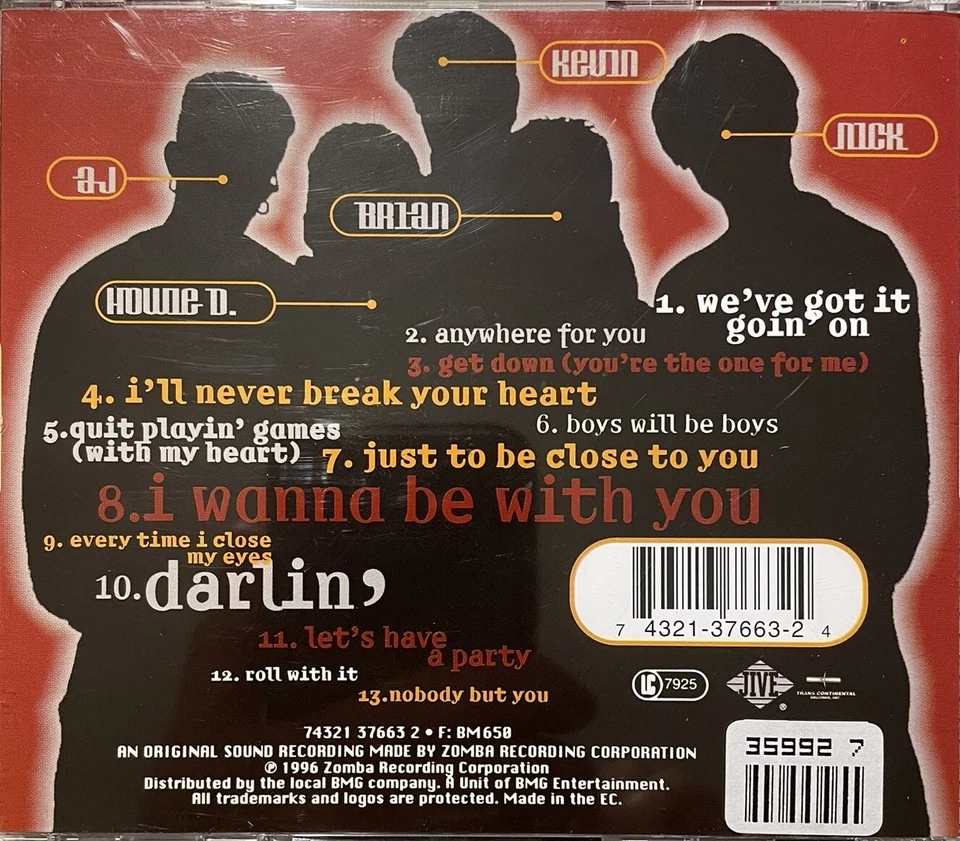 KEVIN
NICK
AJ
BRIAN
HOWIE D.
1. we've got it
goin' on
2. anywhere for you
3. get down (you're the one for me)
4. i'll never break your heart
5.quit playin' games
(with my heart)
6. boys will be boys
7. just to be close to you
8.i wanna be with you
9. every time i close
my eyes
10.darlin'
11. let's have
a party
12. roll with it
13.nobody but you
7 4321-37663-2 4
LC 7925
JIVE ®
TRANS CONTINENTAL
RECORDS, INC.
74321 37663 2 • F: BM650
AN ORIGINAL SOUND RECORDING MADE BY ZOMBA RECORDING CORPORATION
℗ 1996 Zomba Recording Corporation
Distributed by the local BMG company. A Unit of BMG Entertainment.
All trademarks and logos are protected. Made in the EC.
35992 7